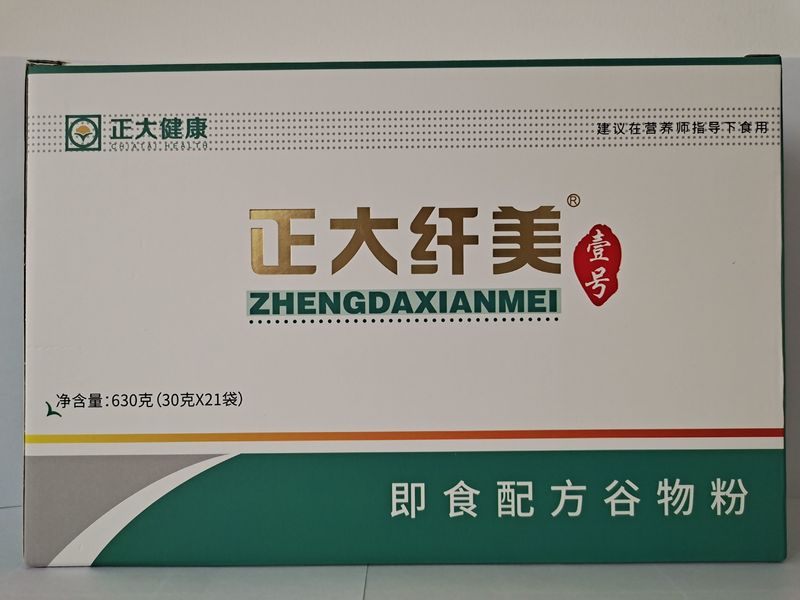 正大健康
CHIATAI HEALTH
建议在营养师指导下食用
正大纤美®
壹号
ZHENGDAXIANMEI
净含量:630克(30克X21袋)
即食配方谷物粉